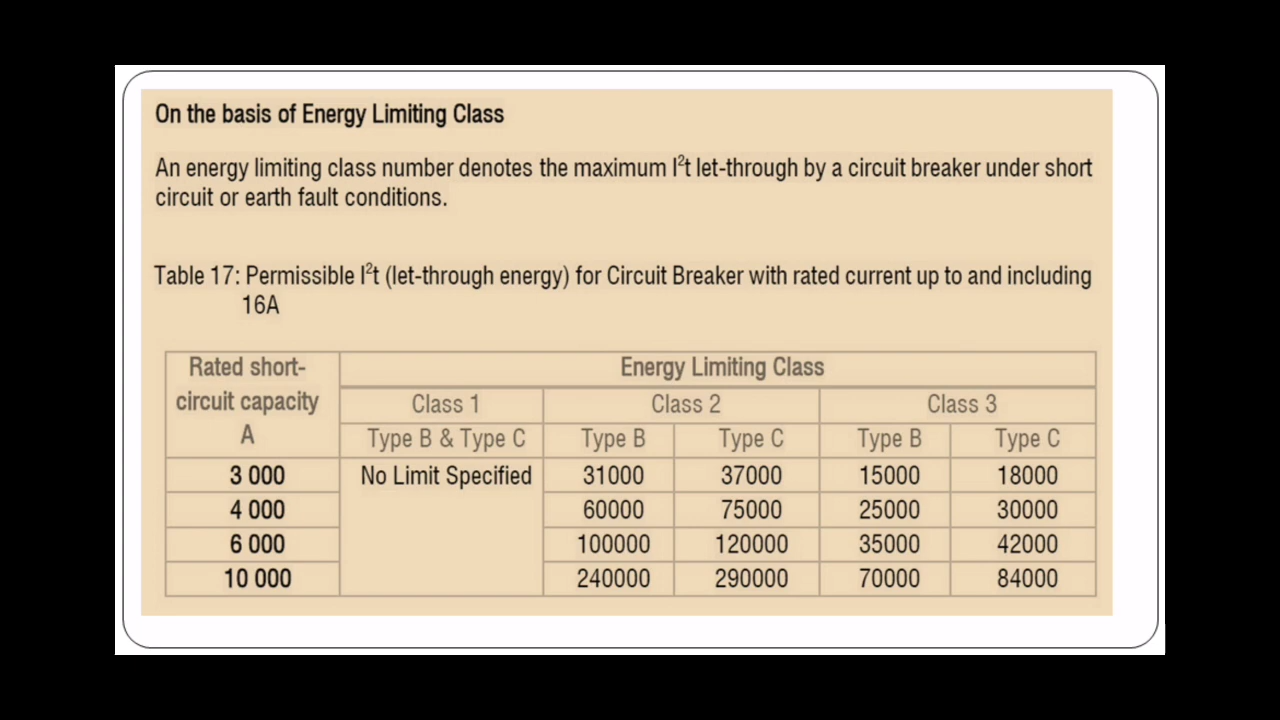 On the basis of Energy Limiting Class
An energy limiting class number denotes the maximum I²t let-through by a circuit breaker under short
circuit or earth fault conditions.
Table 17: Permissible I²t (let-through energy) for Circuit Breaker with rated current up to and including
16A
Rated short-
circuit capacity
A
Energy Limiting Class
Class 1 Class 2 Class 3
Type B & Type C Type B Type C Type B Type C
3 000 No Limit Specified 31000 37000 15000 18000
4 000 60000 75000 25000 30000
6 000 100000 120000 35000 42000
10 000 240000 290000 70000 84000